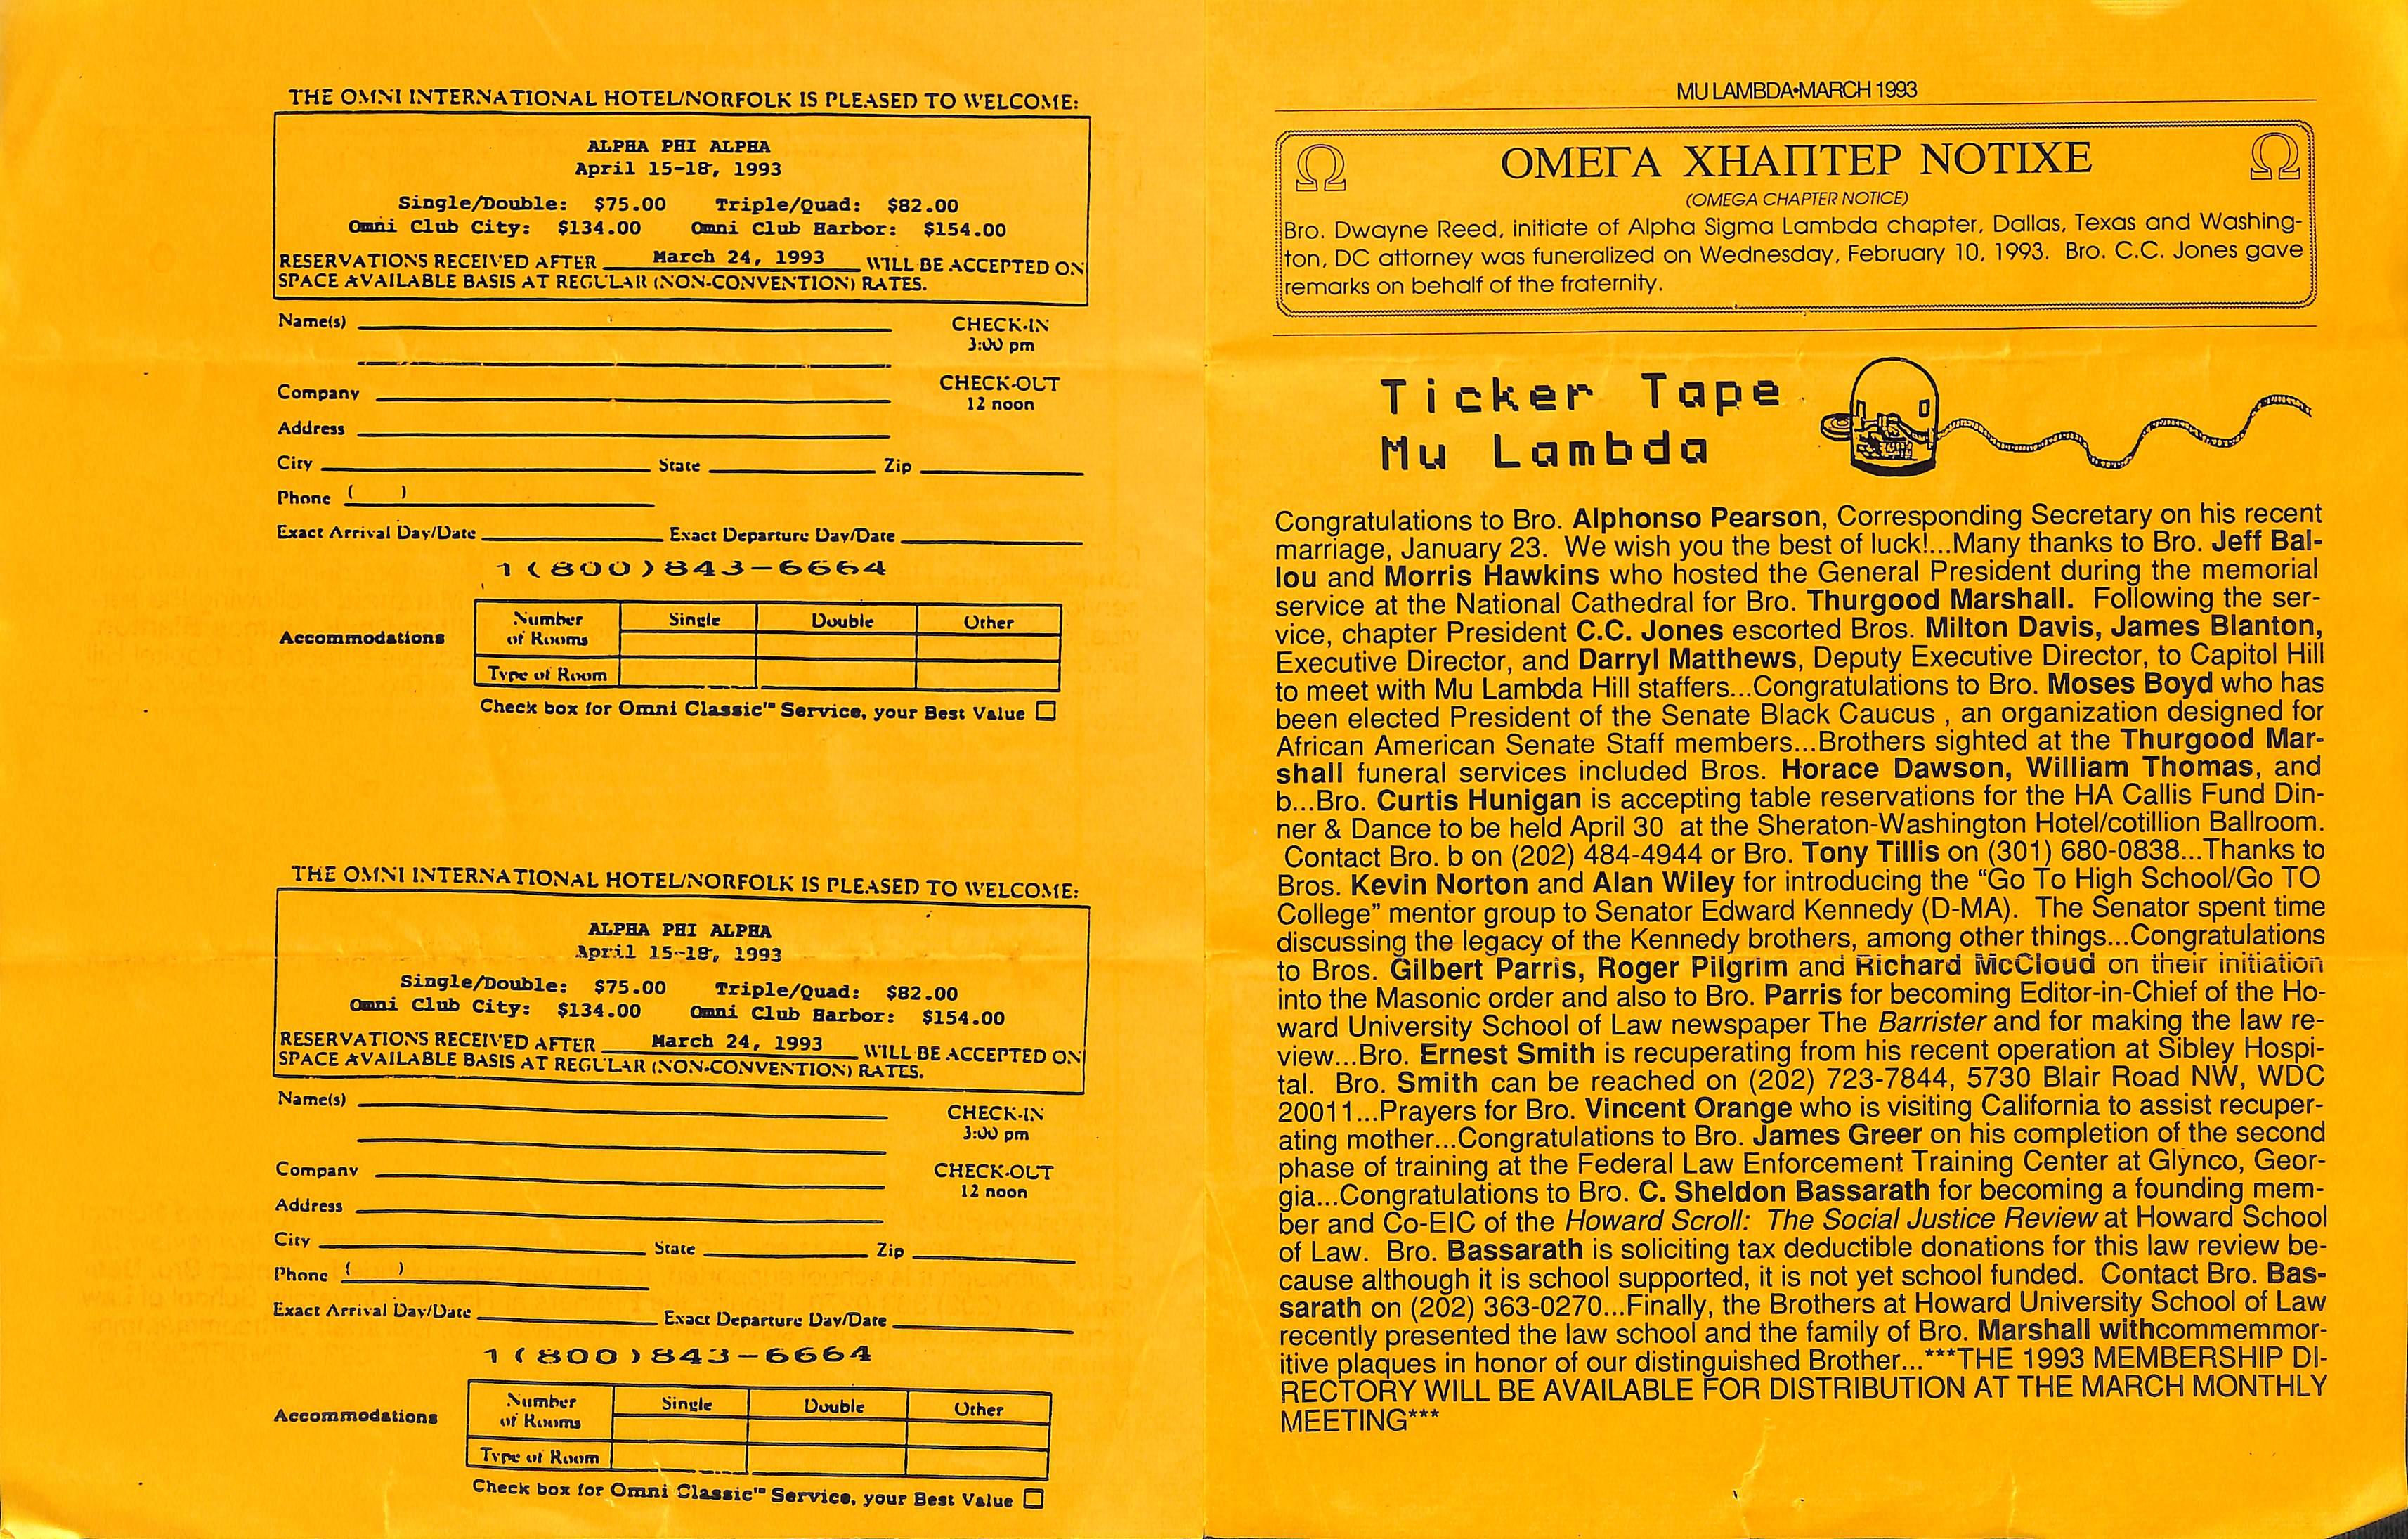 THE OMNI INTERNATIONAL HOTEL/NORFOLK IS PLEASED TO WELCOME:
ALPHA PHI ALPHA
April 15-18, 1993
Single/Double: $75.00 Triple/Quad: $82.00
Omni Club City: $134.00 Omni Club Harbor: $154.00
RESERVATIONS RECEIVED AFTER March 24, 1993 WILL BE ACCEPTED ON
SPACE AVAILABLE BASIS AT REGULAR (NON-CONVENTION) RATES.
Name(s)
CHECK-IN
3:00 pm
Company
CHECK-OUT
12 noon
Address
City State Zip
Phone ( )
Exact Arrival Day/Date Exact Departure Day/Date
1(800)843-6664
Accommodations
Number of Rooms Single Double Other
Type of Room
Check box for Omni Classic™ Service, your Best Value
THE OMNI INTERNATIONAL HOTEL/NORFOLK IS PLEASED TO WELCOME:
ALPHA PHI ALPHA
April 15-18, 1993
Single/Double: $75.00 Triple/Quad: $82.00
Omni Club City: $134.00 Omni Club Harbor: $154.00
RESERVATIONS RECEIVED AFTER March 24, 1993 WILL BE ACCEPTED ON
SPACE AVAILABLE BASIS AT REGULAR (NON-CONVENTION) RATES.
Name(s)
CHECK-IN
3:00 pm
Company
CHECK-OUT
12 noon
Address
City State Zip
Phone ( )
Exact Arrival Day/Date Exact Departure Day/Date
1(800)843-6664
Accommodations
Number of Rooms Single Double Other
Type of Room
Check box for Omni Classic™ Service, your Best Value
MU LAMBDA•MARCH 1993
Ω ΟΜΕΓΑ ΧΗΑΠΤΕΡ ΝΟΤΙΧΕ Ω
(OMEGA CHAPTER NOTICE)
Bro. Dwayne Reed, initiate of Alpha Sigma Lambda chapter, Dallas, Texas and Washing-
ton, DC attorney was funeralized on Wednesday, February 10, 1993. Bro. C.C. Jones gave
remarks on behalf of the fraternity.
Ticker Tape
Mu Lambda
Congratulations to Bro. Alphonso Pearson, Corresponding Secretary on his recent
marriage, January 23. We wish you the best of luck!...Many thanks to Bro. Jeff Bal-
lou and Morris Hawkins who hosted the General President during the memorial
service at the National Cathedral for Bro. Thurgood Marshall. Following the ser-
vice, chapter President C.C. Jones escorted Bros. Milton Davis, James Blanton,
Executive Director, and Darryl Matthews, Deputy Executive Director, to Capitol Hill
to meet with Mu Lambda Hill staffers...Congratulations to Bro. Moses Boyd who has
been elected President of the Senate Black Caucus , an organization designed for
African American Senate Staff members...Brothers sighted at the Thurgood Mar-
shall funeral services included Bros. Horace Dawson, William Thomas, and
b...Bro. Curtis Hunigan is accepting table reservations for the HA Callis Fund Din-
ner & Dance to be held April 30 at the Sheraton-Washington Hotel/cotillion Ballroom.
Contact Bro. b on (202) 484-4944 or Bro. Tony Tillis on (301) 680-0838...Thanks to
Bros. Kevin Norton and Alan Wiley for introducing the “Go To High School/Go TO
College” mentor group to Senator Edward Kennedy (D-MA). The Senator spent time
discussing the legacy of the Kennedy brothers, among other things...Congratulations
to Bros. Gilbert Parris, Roger Pilgrim and Richard McCloud on their initiation
into the Masonic order and also to Bro. Parris for becoming Editor-in-Chief of the Ho-
ward University School of Law newspaper The Barrister and for making the law re-
view...Bro. Ernest Smith is recuperating from his recent operation at Sibley Hospi-
tal. Bro. Smith can be reached on (202) 723-7844, 5730 Blair Road NW, WDC
20011...Prayers for Bro. Vincent Orange who is visiting California to assist recuper-
ating mother...Congratulations to Bro. James Greer on his completion of the second
phase of training at the Federal Law Enforcement Training Center at Glynco, Geor-
gia...Congratulations to Bro. C. Sheldon Bassarath for becoming a founding mem-
ber and Co-EIC of the Howard Scroll: The Social Justice Review at Howard School
of Law. Bro. Bassarath is soliciting tax deductible donations for this law review be-
cause although it is school supported, it is not yet school funded. Contact Bro. Bas-
sarath on (202) 363-0270...Finally, the Brothers at Howard University School of Law
recently presented the law school and the family of Bro. Marshall withcommemmor-
itive plaques in honor of our distinguished Brother...***THE 1993 MEMBERSHIP DI-
RECTORY WILL BE AVAILABLE FOR DISTRIBUTION AT THE MARCH MONTHLY
MEETING***